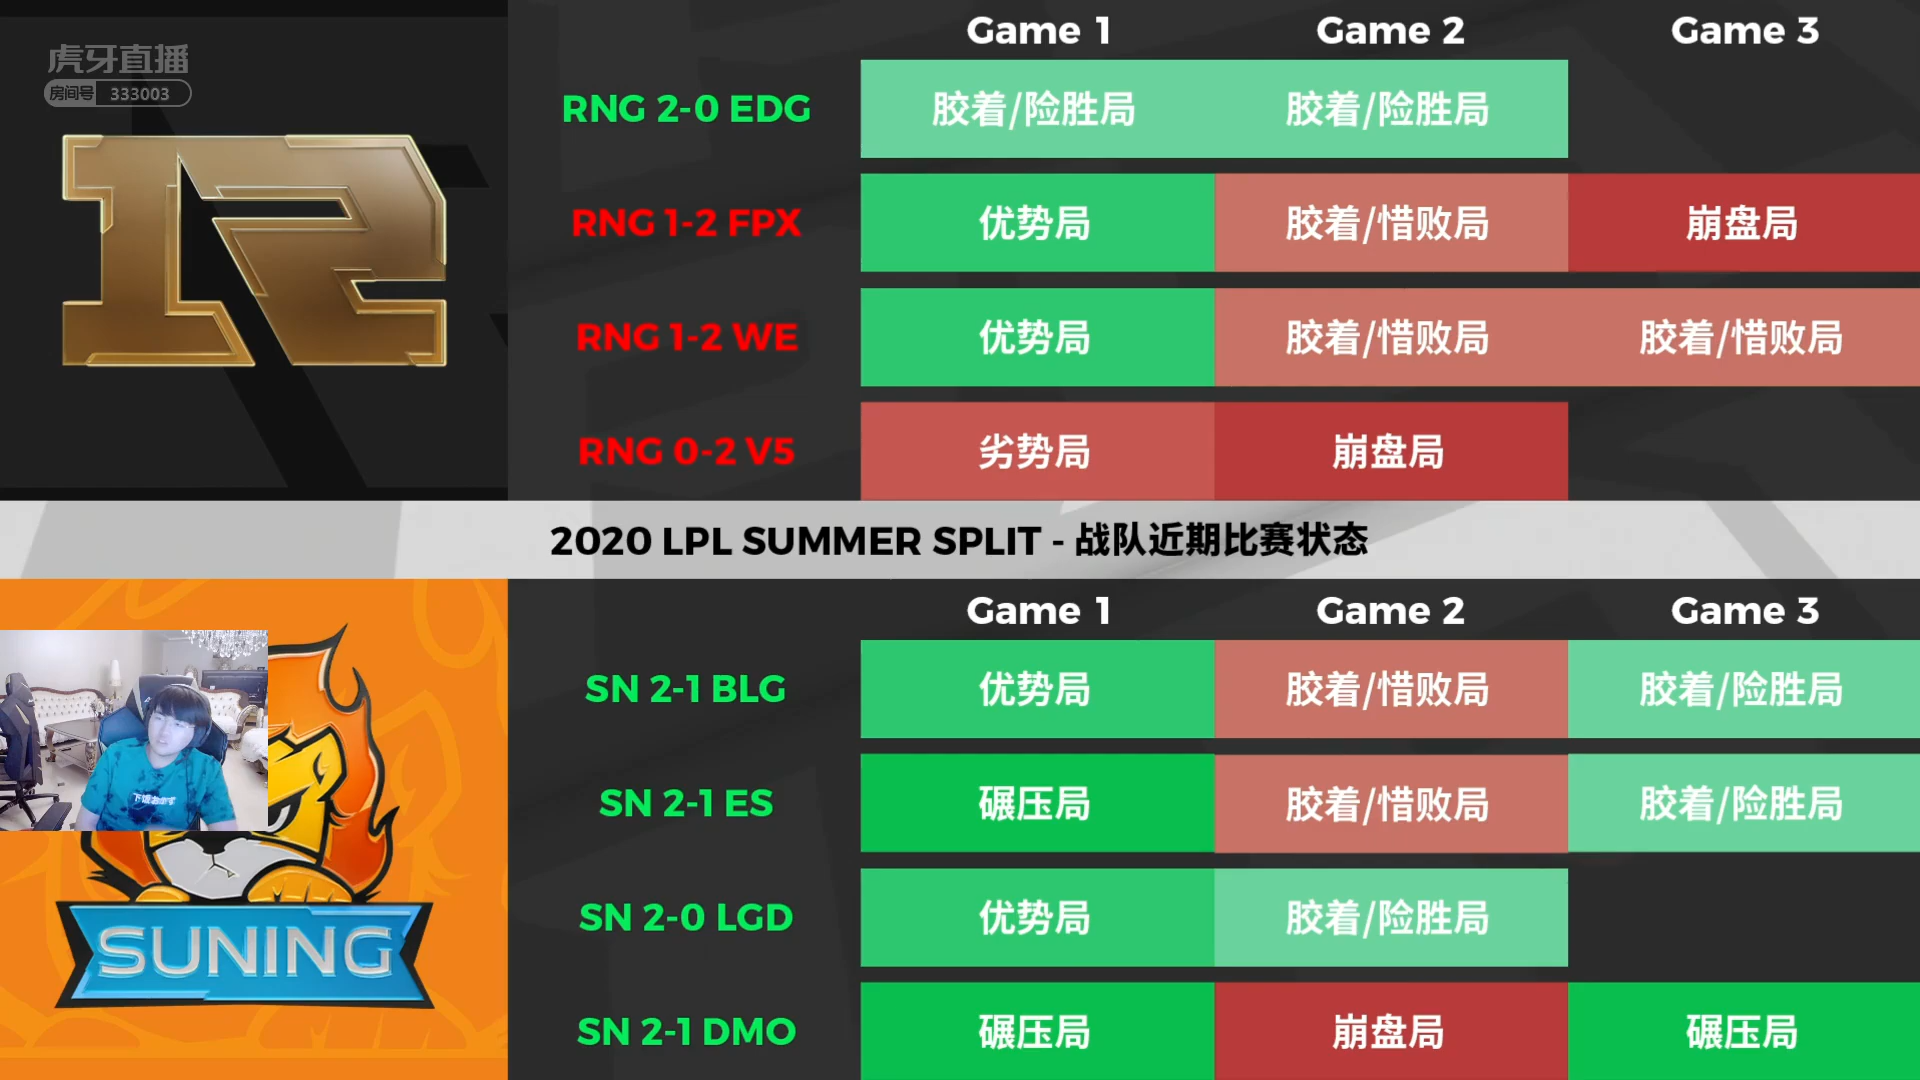 虎牙直播
房间号 333003
Game 1 Game 2 Game 3
RNG 2-0 EDG 胶着/险胜局 胶着/险胜局
RNG 1-2 FPX 优势局 胶着/惜败局 崩盘局
RNG 1-2 WE 优势局 胶着/惜败局 胶着/惜败局
RNG 0-2 V5 劣势局 崩盘局
2020 LPL SUMMER SPLIT - 战队近期比赛状态
Game 1 Game 2 Game 3
SN 2-1 BLG 优势局 胶着/惜败局 胶着/险胜局
SN 2-1 ES 碾压局 胶着/惜败局 胶着/险胜局
SN 2-0 LGD 优势局 胶着/险胜局
SN 2-1 DMO 碾压局 崩盘局 碾压局
SUNING